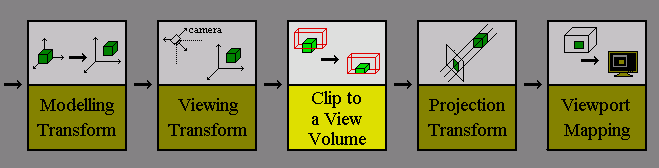 camera
Modelling
Transform
Viewing
Transform
Clip to
a View
Volume
Projection
Transform
Viewport
Mapping